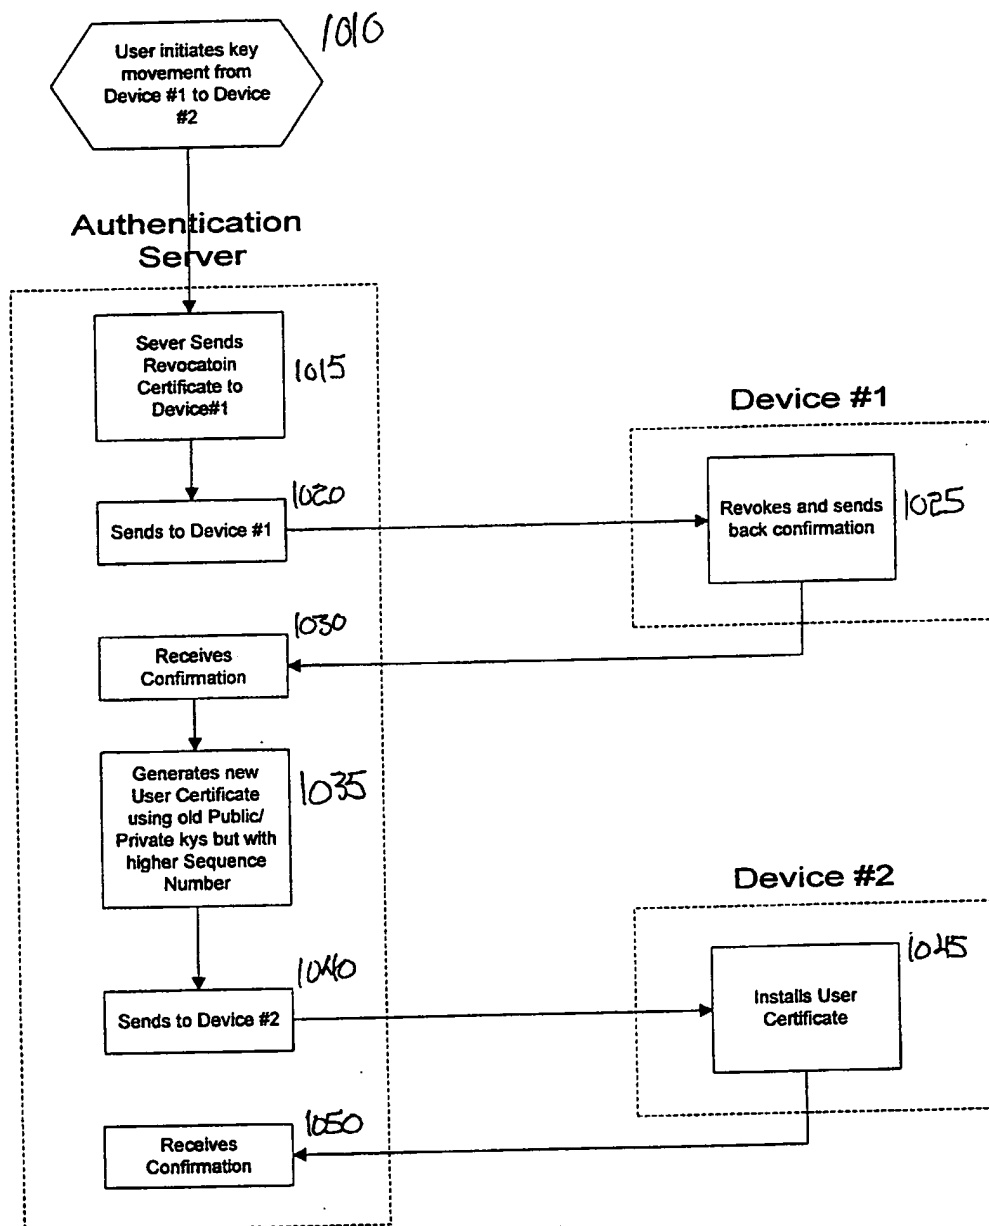 1010
User initiates key
movement from
Device #1 to Device
#2
Authentication
Server
Sever Sends
Revocatoin
Certificate to
Device#1
1015
Device #1
1020
Sends to Device #1
Revokes and sends
back confirmation
1025
1030
Receives
Confirmation
Generates new
User Certificate
using old Public/
Private kys but with
higher Sequence
Number
1035
Device #2
1040
Sends to Device #2
Installs User
Certificate
1045
1050
Receives
Confirmation